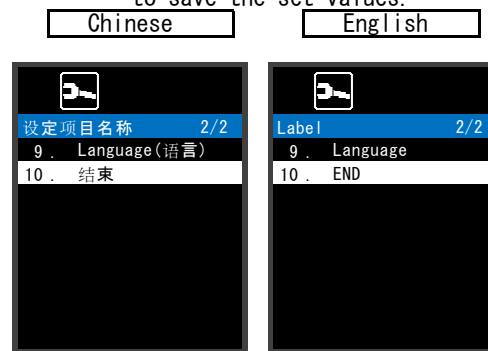 to save the set values.
Chinese
English
设定项目名称 2/2
9. Language(语言)
10. 结束
Label 2/2
9. Language
10. END